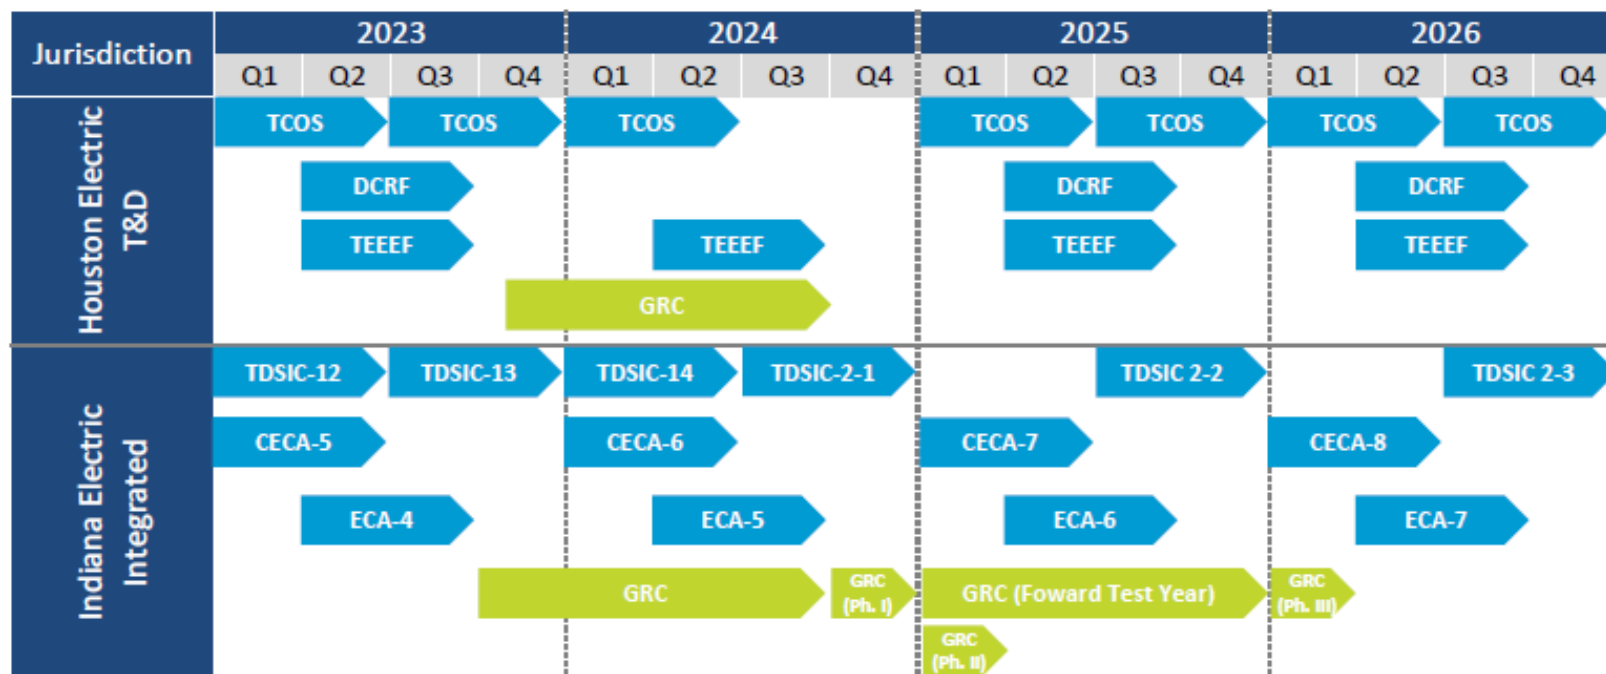 Jurisdiction
2023 2024 2025 2026
Q1 Q2 Q3 Q4 Q1 Q2 Q3 Q4 Q1 Q2 Q3 Q4 Q1 Q2 Q3 Q4
Houston Electric
T&D
TCOS TCOS TCOS TCOS TCOS TCOS TCOS
DCRF DCRF DCRF
TEEEF TEEEF TEEEF TEEEF
GRC
Indiana Electric
Integrated
TDSIC-12 TDSIC-13 TDSIC-14 TDSIC-2-1 TDSIC 2-2 TDSIC 2-3
CECA-5 CECA-6 CECA-7 CECA-8
ECA-4 ECA-5 ECA-6 ECA-7
GRC
GRC
(Ph. I)
GRC (Foward Test Year)
GRC
(Ph. III)
GRC
(Ph. II)